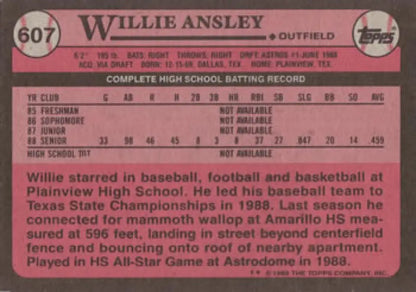 607 WILLIE ANSLEY ♦OUTFIELD Topps
6'2" 195 lb. BATS: RIGHT THROWS: RIGHT DRAFT: ASTROS #1-JUNE 1988
ACQ: VIA DRAFT BORN: 12-15-69, DALLAS, TEX. HOME: PLAINVIEW, TEX.
COMPLETE HIGH SCHOOL BATTING RECORD
YR CLUB G AB R H 2B 3B HR RBI SB SLG BB SO AVG
85 FRESHMAN NOT AVAILABLE
86 SOPHOMORE NOT AVAILABLE
87 JUNIOR NOT AVAILABLE
88 SENIOR 33 98 46 45 8 3 8 37 27 .847 20 14 .459
HIGH SCHOOL TOT NOT AVAILABLE
Willie starred in baseball, football and basketball at
Plainview High School. He led his baseball team to
Texas State Championships in 1988. Last season he
connected for mammoth wallop at Amarillo HS mea-
sured at 596 feet, landing in street beyond centerfield
fence and bouncing onto roof of nearby apartment.
Played in HS All-Star Game at Astrodome in 1988.
© 1989 THE TOPPS COMPANY, INC.